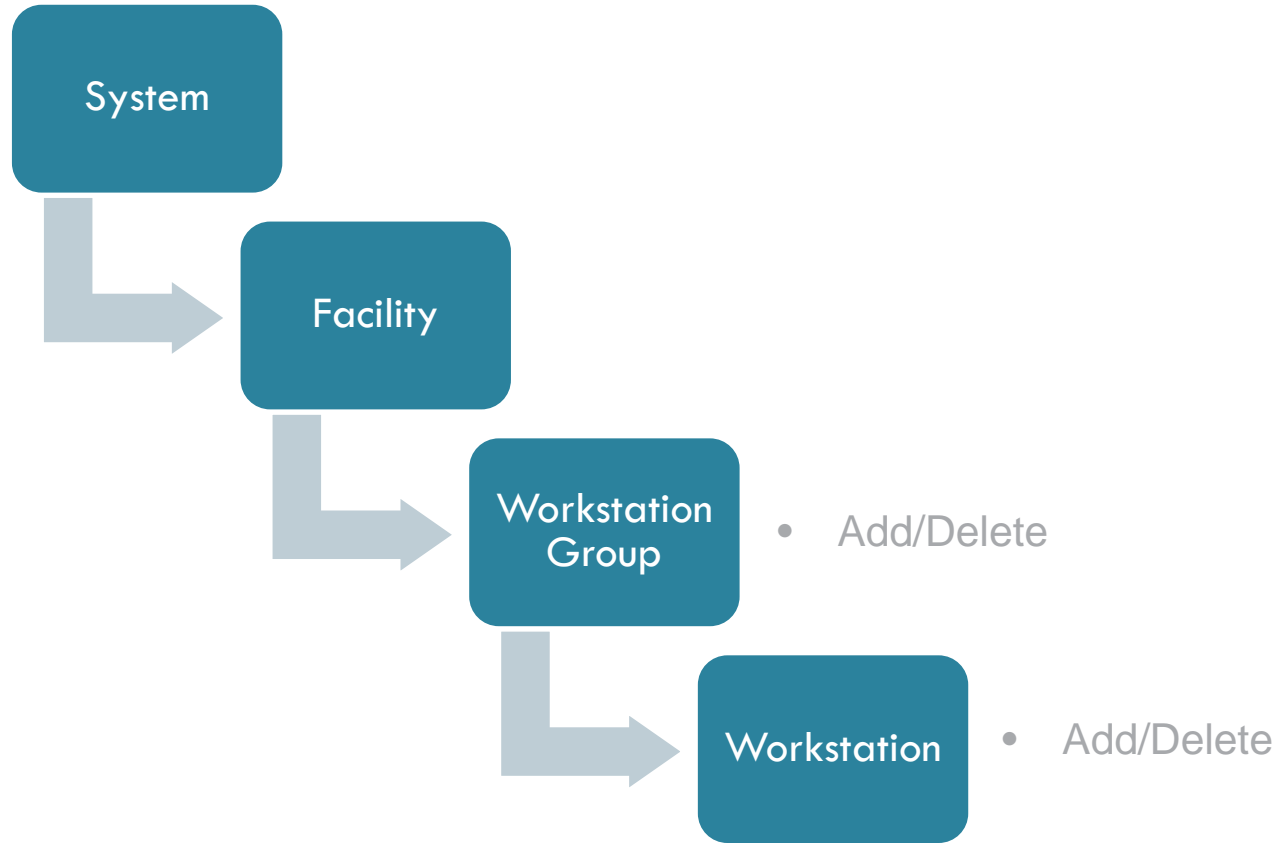 System
Facility
Workstation
Group
• Add/Delete
Workstation
• Add/Delete